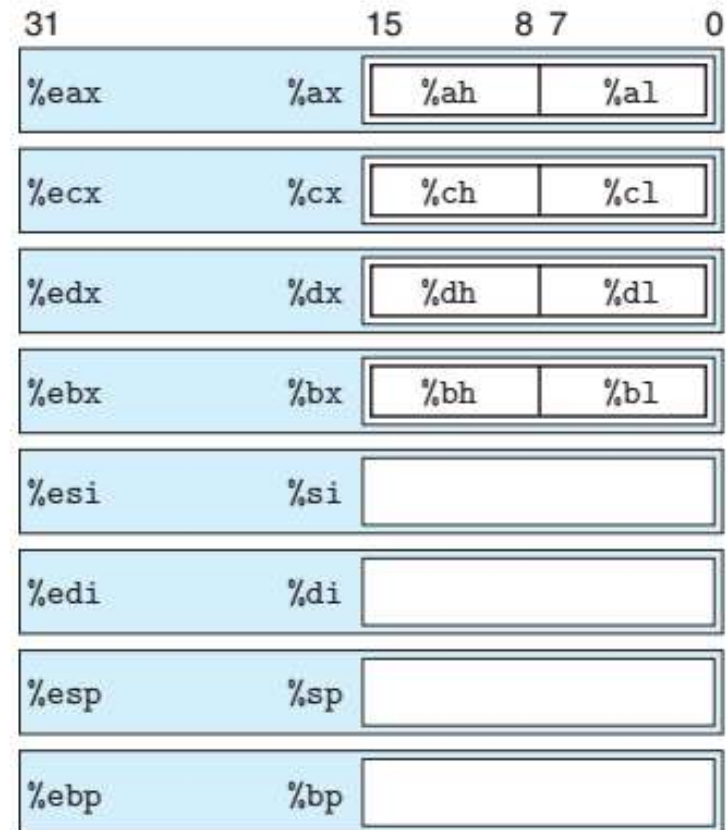 31 15 8 7 0
%eax %ax %ah %al
%ecx %cx %ch %cl
%edx %dx %dh %dl
%ebx %bx %bh %bl
%esi %si
%edi %di
%esp %sp
%ebp %bp